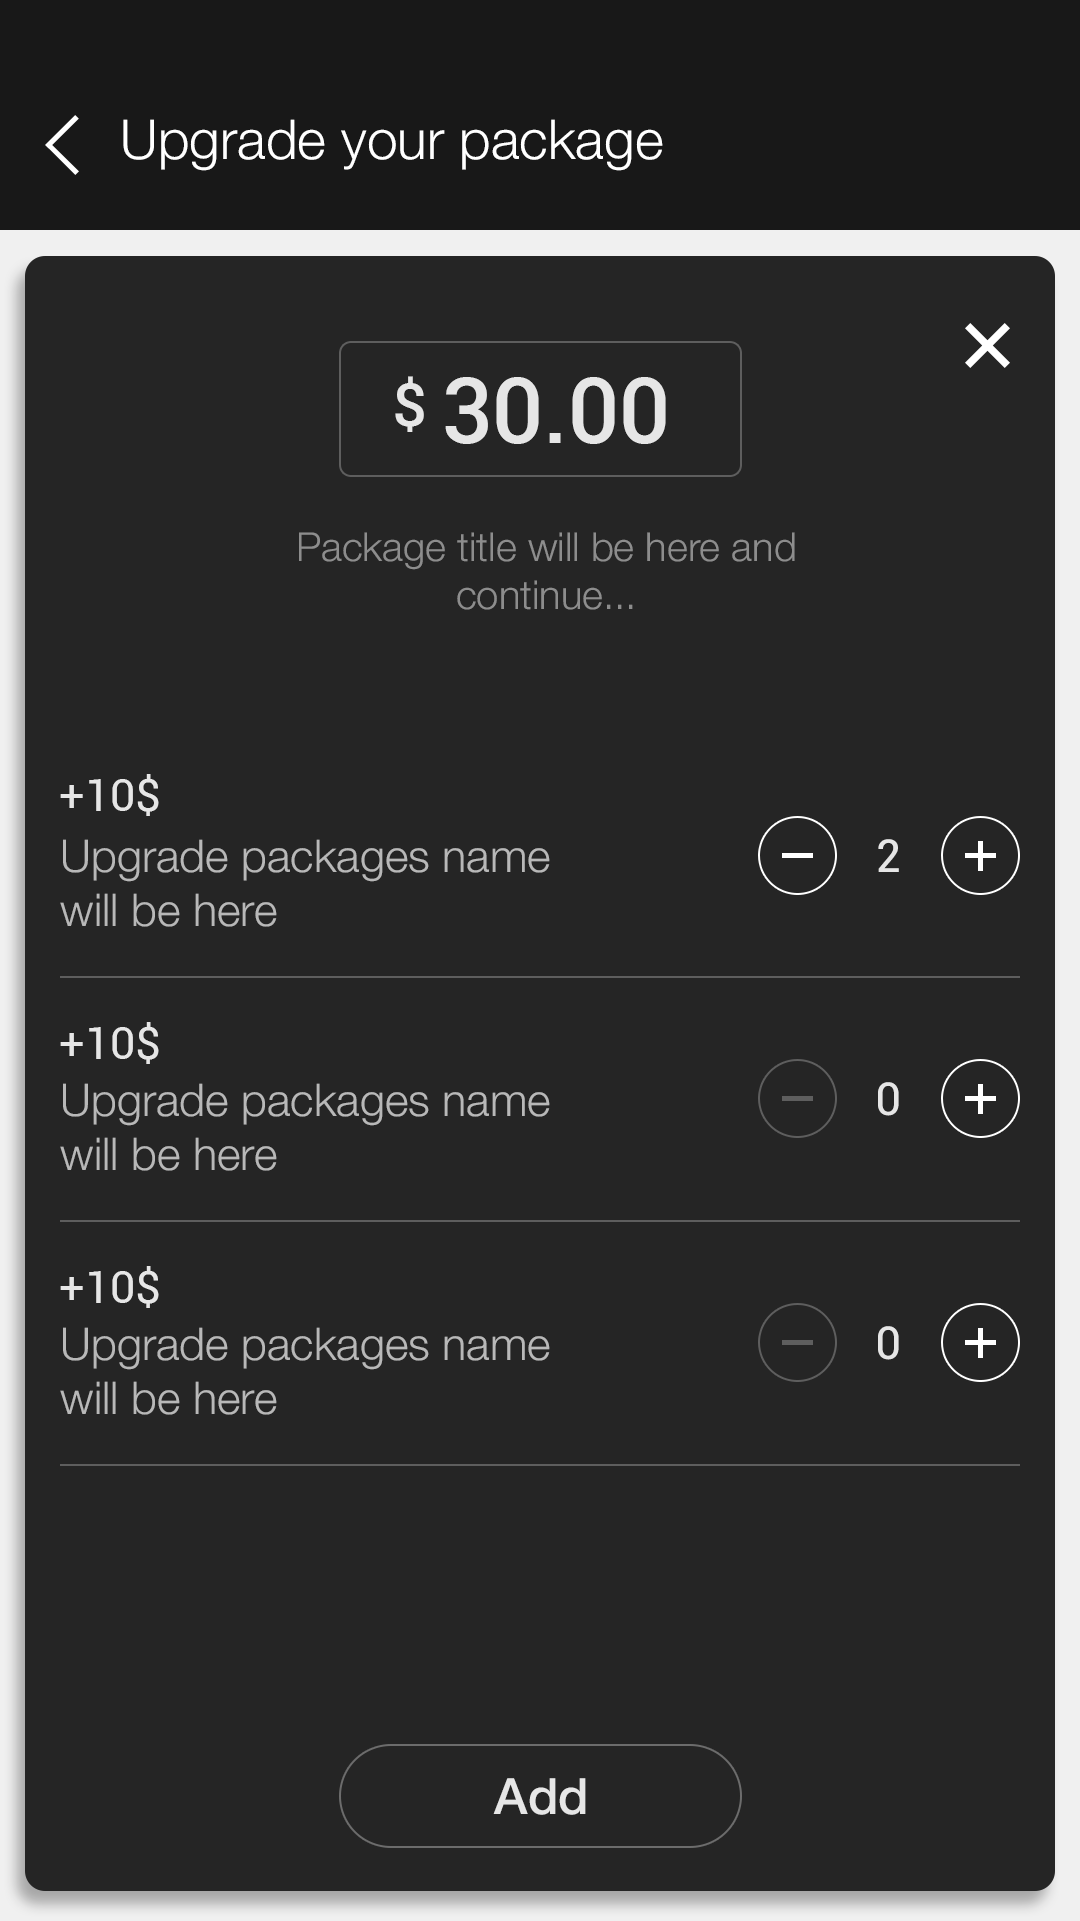 Upgrade your package
$ 30.00
Package title will be here and
continue...
+10$
Upgrade packages name
will be here
2
+10$
Upgrade packages name
will be here
0
+10$
Upgrade packages name
will be here
0
Add